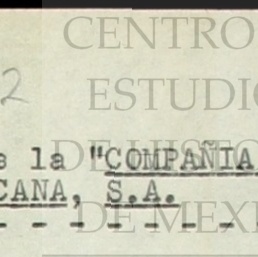 CENTRO
ESTUDIO
2
la "COMPAÑIA
DE HISTO
CANA, S.A.
DE MEXI